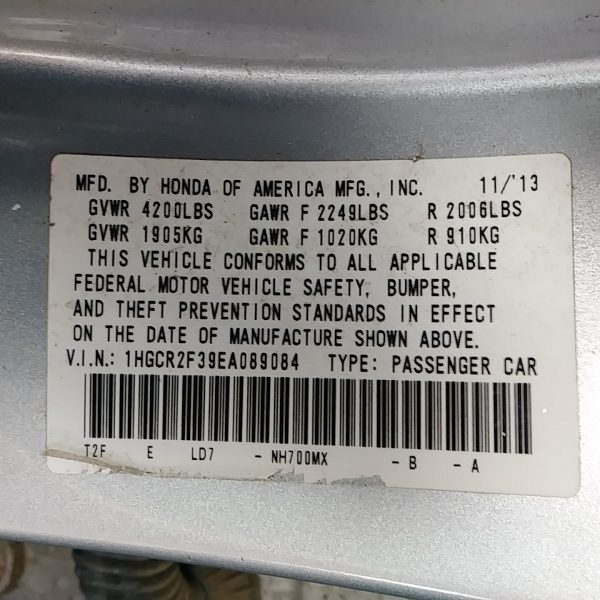 MFD. BY HONDA OF AMERICA MFG., INC. 11/'13
GVWR 4200LBS GAWR F 2249LBS R 2006LBS
GVWR 1905KG GAWR F 1020KG R 910KG
THIS VEHICLE CONFORMS TO ALL APPLICABLE
FEDERAL MOTOR VEHICLE SAFETY, BUMPER,
AND THEFT PREVENTION STANDARDS IN EFFECT
ON THE DATE OF MANUFACTURE SHOWN ABOVE.
V.I.N.: 1HGCR2F39EA089084 TYPE: PASSENGER CAR
T2F E LD7 - NH700MX - B - A